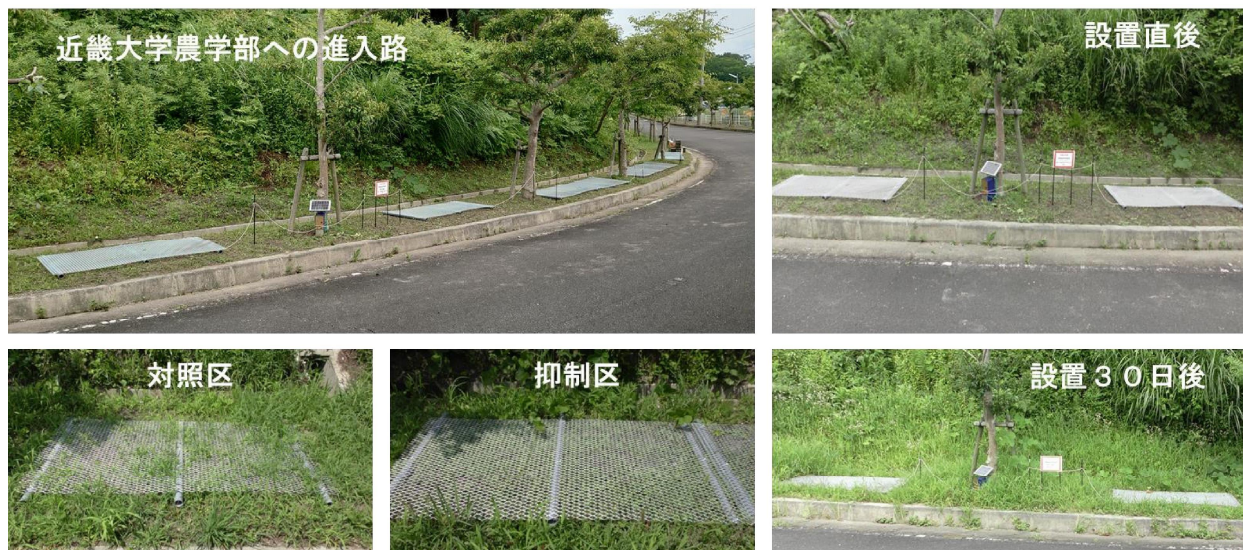 近畿大学農学部への進入路
設置直後
対照区
抑制区
設置３０日後